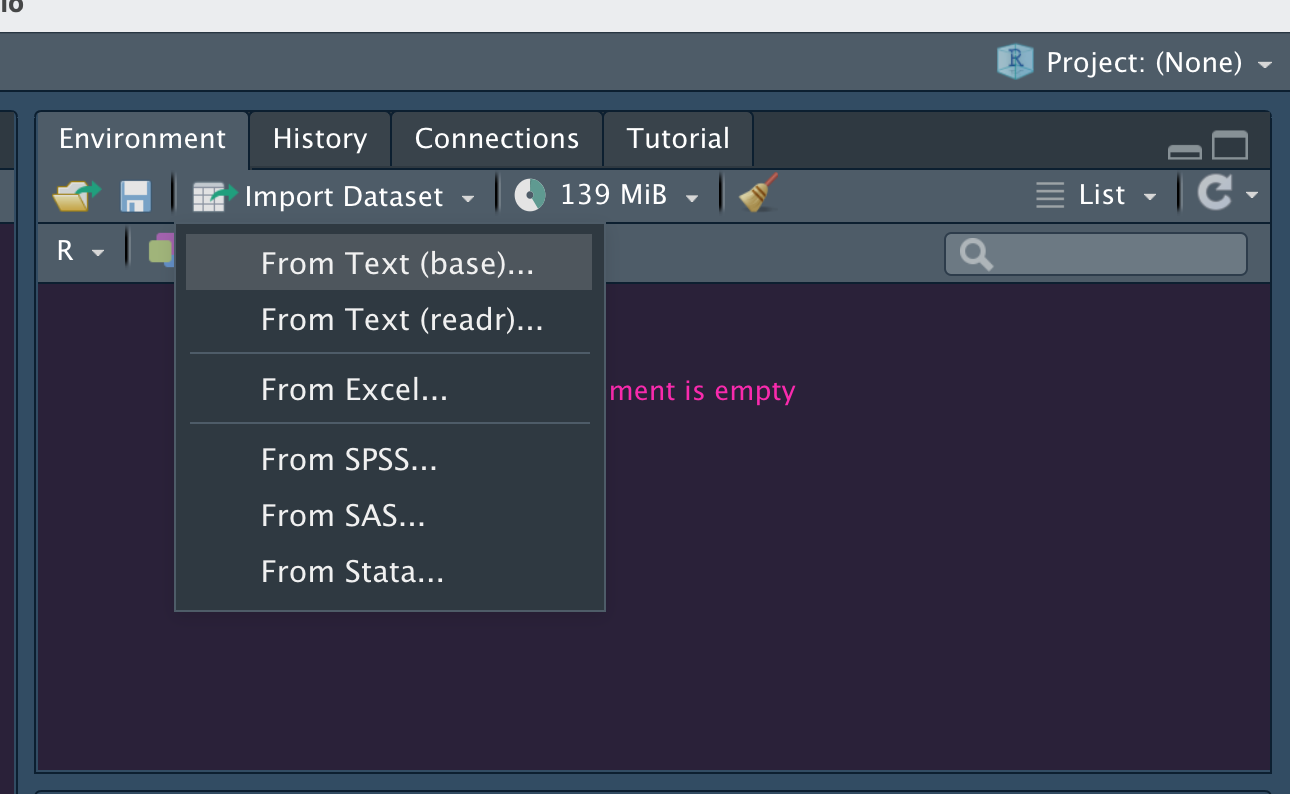 Project: (None)
Environment History Connections Tutorial
Import Dataset 139 MiB List
R
From Text (base)...
From Text (readr)...
From Excel...
ment is empty
From SPSS...
From SAS...
From Stata...